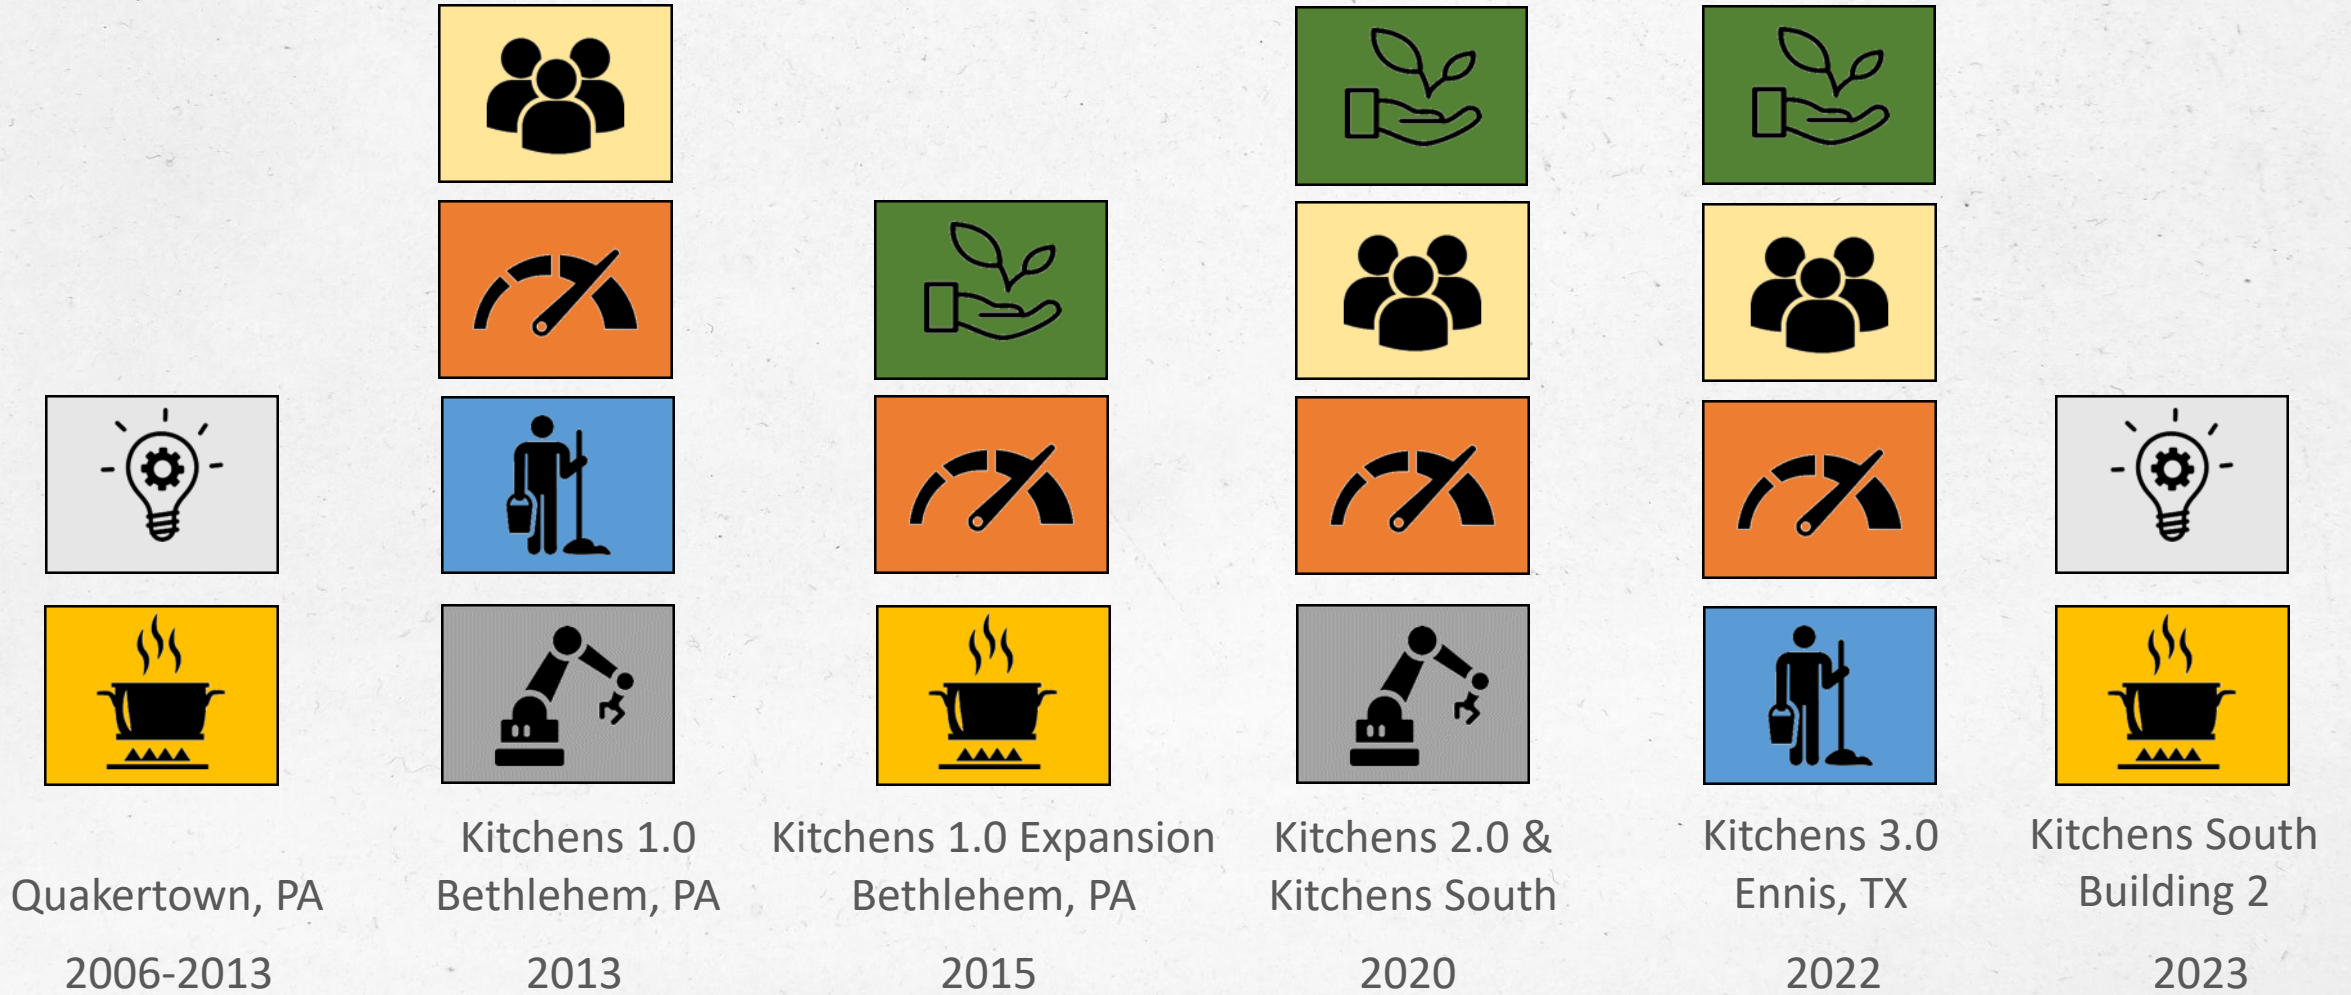 Quakertown, PA
2006-2013
Kitchens 1.0
Bethlehem, PA
2013
Kitchens 1.0 Expansion
Bethlehem, PA
2015
Kitchens 2.0 &
Kitchens South
2020
Kitchens 3.0
Ennis, TX
2022
Kitchens South
Building 2
2023